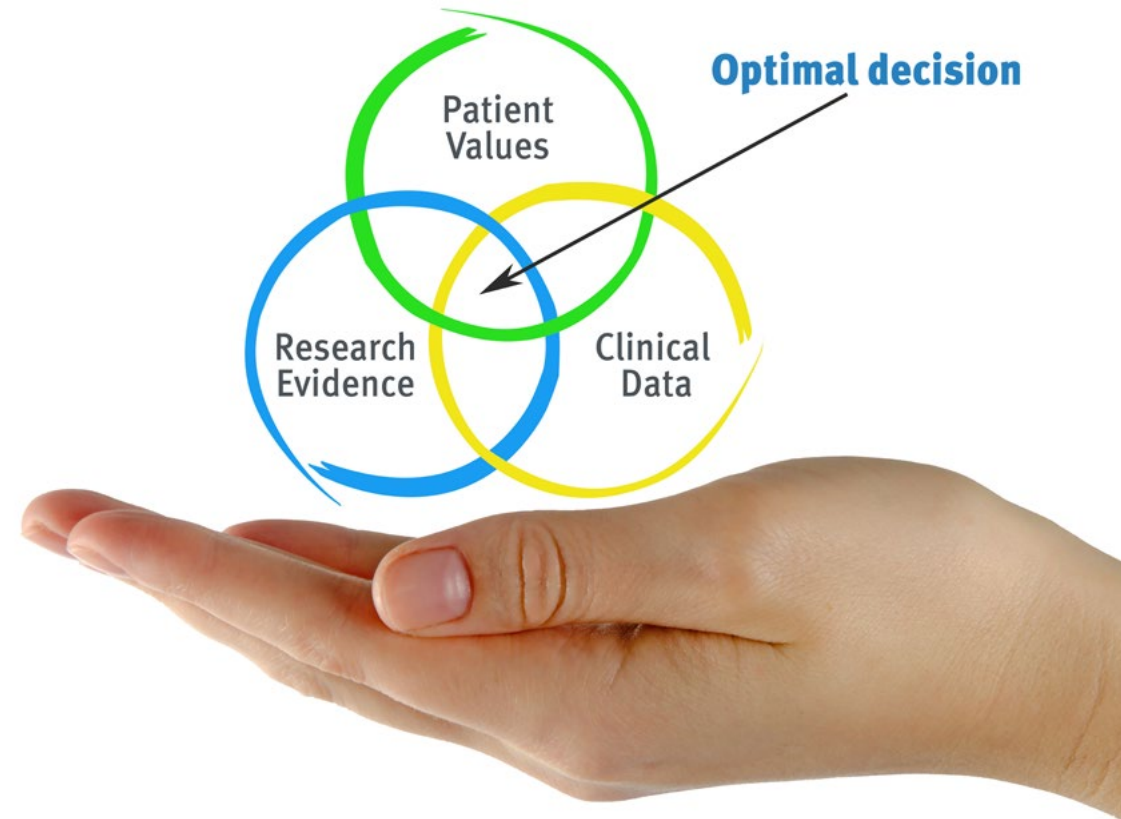 Optimal decision
Patient
Values
Research
Evidence
Clinical
Data